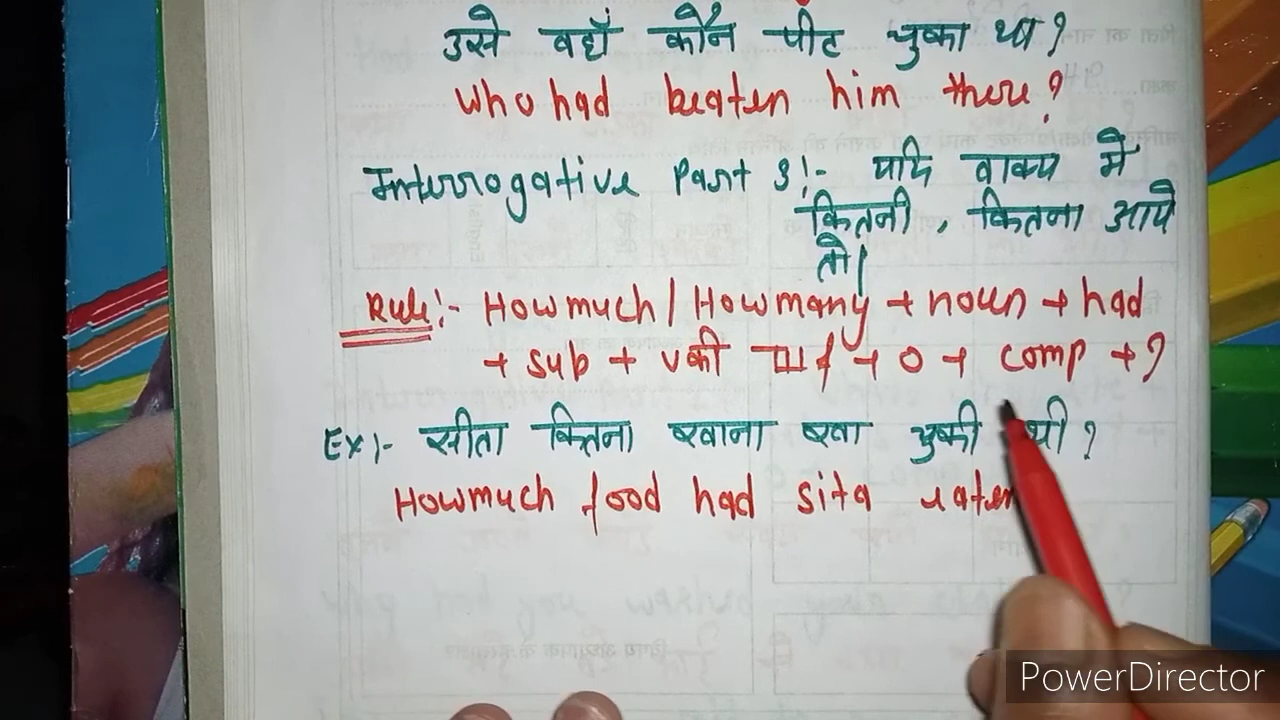 उसे वहाँ कौन पीट चुका था?
Who had beaten him there?
Interrogative Part 3:- यदि वाक्य में
कितनी, कितना आये
तो।
Rule:- Howmuch/Howmany + noun + had
+ sub + v की III f + o + comp + ?
Ex:- सीता कितना खाना खा चुकी थी?
Howmuch food had sita eaten
PowerDirector